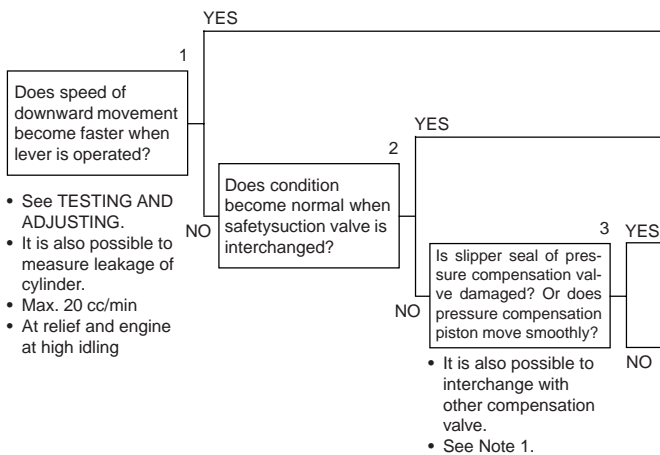 YES
1
Does speed of
downward movement
become faster when
lever is operated?
• See TESTING AND
ADJUSTING.
• It is also possible to
measure leakage of
cylinder.
• Max. 20 cc/min
• At relief and engine
at high idling
NO
YES
2
Does condition
become normal when
safetysuction valve is
interchanged?
NO
YES
3
Is slipper seal of pres-
sure compensation val-
ve damaged? Or does
pressure compensation
piston move smoothly?
NO
• It is also possible to
interchange with
other compensation
valve.
• See Note 1.